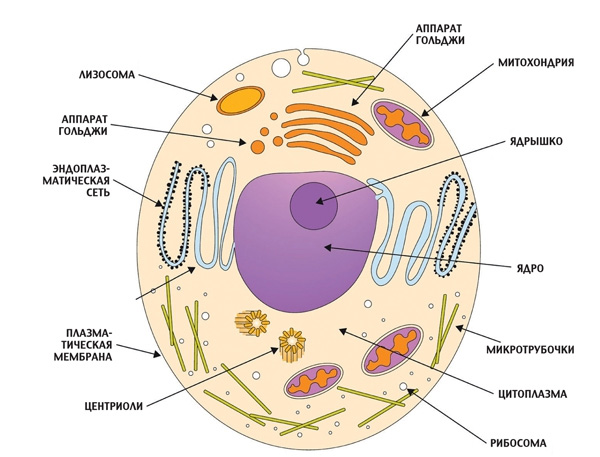 АППАРАТ
ГОЛЬДЖИ
ЛИЗОСОМА
МИТОХОНДРИЯ
АППАРАТ
ГОЛЬДЖИ
ЯДРЫШКО
ЭНДОПЛАЗ-
МАТИЧЕСКАЯ
СЕТЬ
ЯДРО
ПЛАЗМА-
ТИЧЕСКАЯ
МЕМБРАНА
МИКРОТРУБОЧКИ
ЦИТОПЛАЗМА
ЦЕНТРИОЛИ
РИБОСОМА